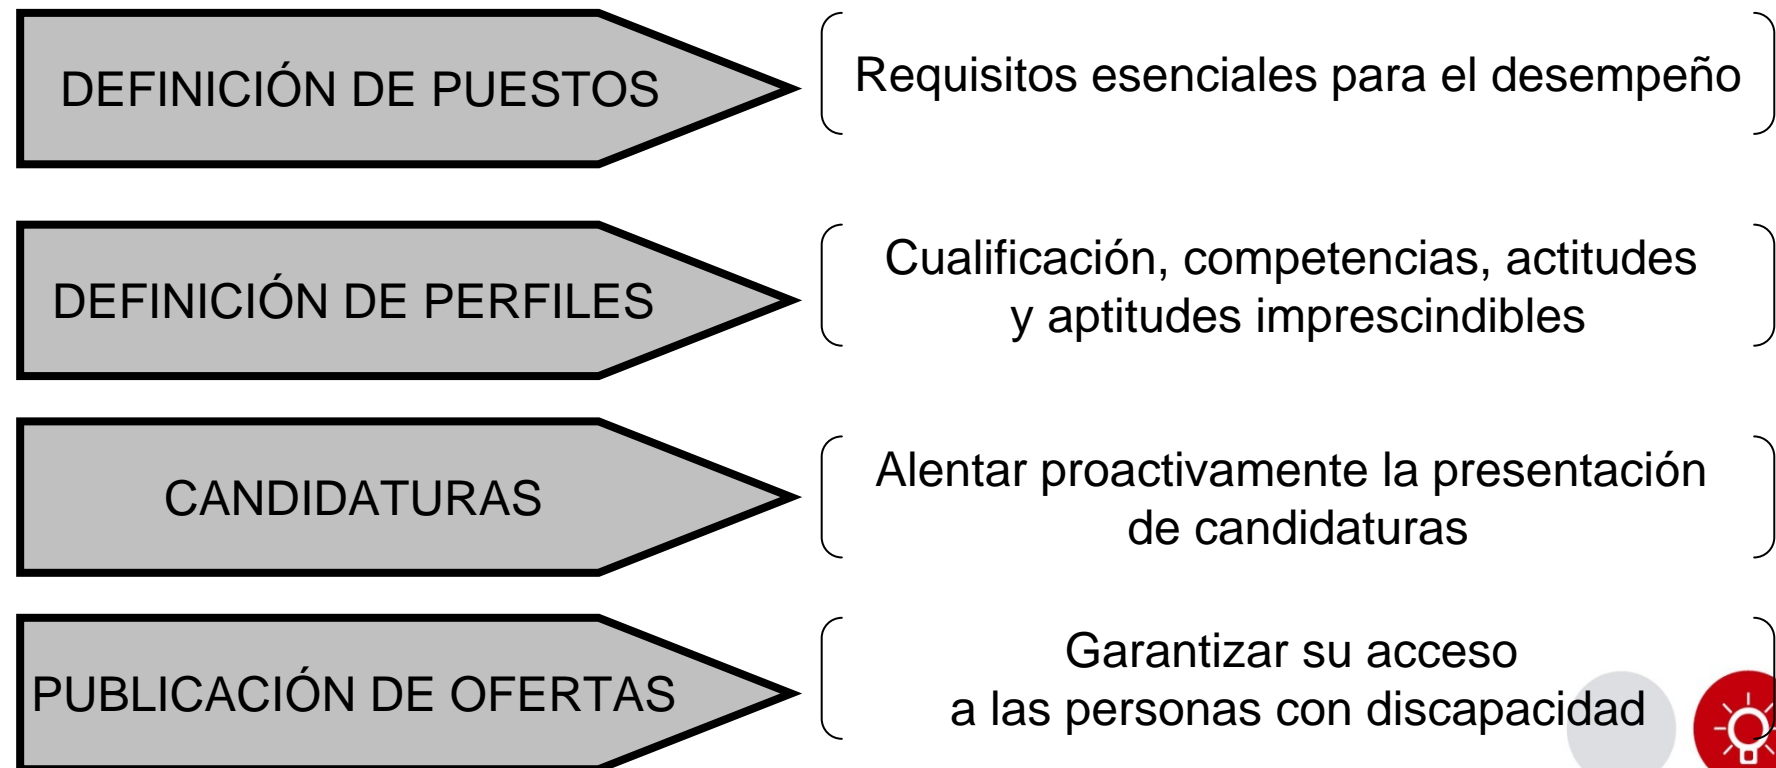 DEFINICIÓN DE PUESTOS
Requisitos esenciales para el desempeño
DEFINICIÓN DE PERFILES
Cualificación, competencias, actitudes
y aptitudes imprescindibles
CANDIDATURAS
Alentar proactivamente la presentación
de candidaturas
PUBLICACIÓN DE OFERTAS
Garantizar su acceso
a las personas con discapacidad